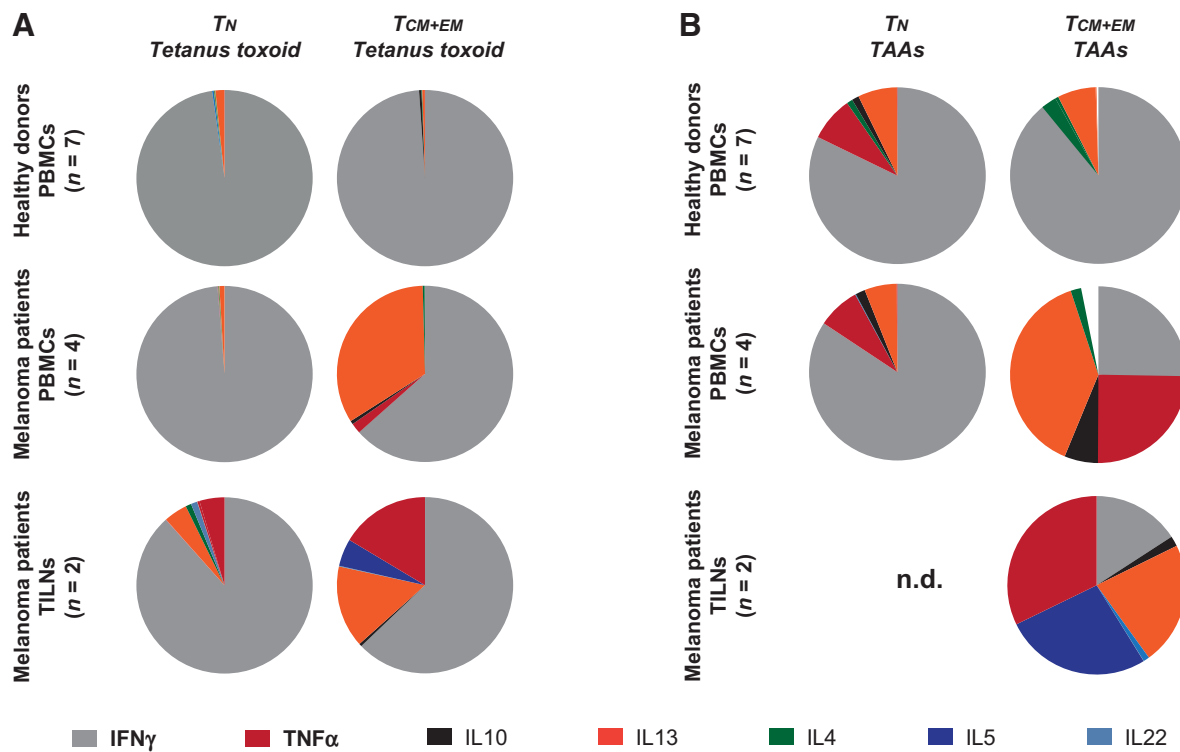 A
TN
Tetanus toxoid
TCM+EM
Tetanus toxoid
B
TN
TAAs
TCM+EM
TAAs
Healthy donors
PBMCs
(n = 7)
Healthy donors
PBMCs
(n = 7)
Melanoma patients
PBMCs
(n = 4)
Melanoma patients
PBMCs
(n = 4)
Melanoma patients
TILNs
(n = 2)
Melanoma patients
TILNs
(n = 2)
n.d.
IFNγ
TNFα
IL10
IL13
IL4
IL5
IL22